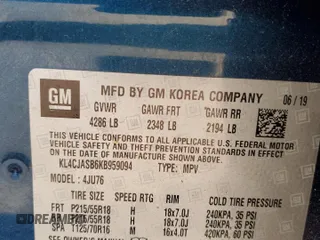 GM
MFD BY GM KOREA COMPANY
06/19
GVWR GAWR FRT GAWR RR
4286 LB 2348 LB 2194 LB
THIS VEHICLE CONFORMS TO ALL APPLICABLE U.S. FEDERAL MOTOR
VEHICLE SAFETY, BUMPER, AND THEFT PREVENTION STANDARDS IN
EFFECT ON THE DATE OF MANUFACTURE SHOWN ABOVE.
KL4CJASB6KB959094 TYPE: MPV
MODEL: 4JU76
TIRE SIZE SPEED RTG RIM COLD TIRE PRESSURE
FRT P215/55R18 H 18x7.0J 240KPA, 35 PSI
RR P215/55R18 H 18x7.0J 240KPA, 35 PSI
SPA T125/70R16 M 16x4.0T 420KPA, 60 PSI
SEE OWNER'S MANUAL